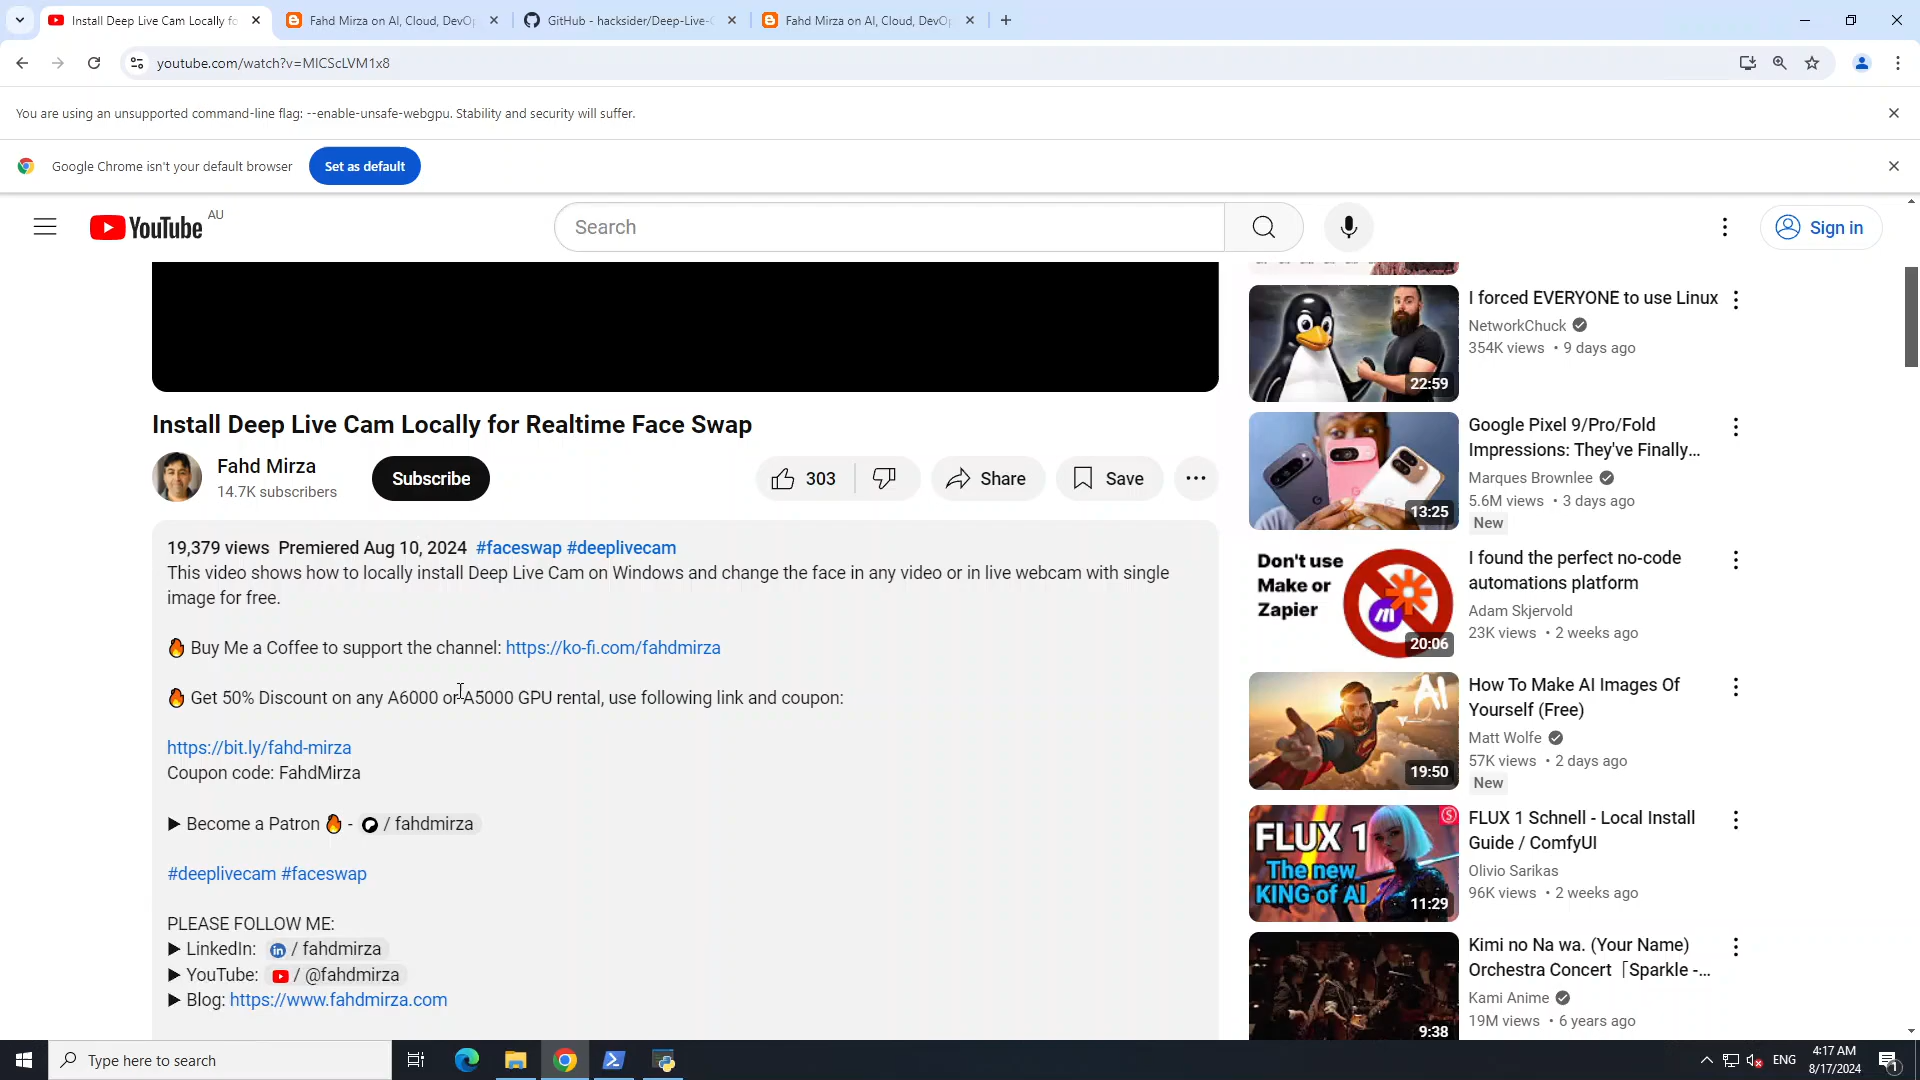 Install Deep Live Cam Locally fo
Fahd Mirza on AI, Cloud, DevOp
GitHub - hacksider/Deep-Live-C
Fahd Mirza on AI, Cloud, DevOp
youtube.com/watch?v=MlCScLVM1x8
You are using an unsupported command-line flag: --enable-unsafe-webgpu. Stability and security will suffer.
Google Chrome isn't your default browser
Set as default
YouTube
AU
Search
Sign in
Install Deep Live Cam Locally for Realtime Face Swap
Fahd Mirza
14.7K subscribers
Subscribe
303
Share
Save
19,379 views Premiered Aug 10, 2024 #faceswap #deeplivecam
This video shows how to locally install Deep Live Cam on Windows and change the face in any video or in live webcam with single
image for free.
🔥 Buy Me a Coffee to support the channel: https://ko-fi.com/fahdmirza
🔥 Get 50% Discount on any A6000 or A5000 GPU rental, use following link and coupon:
https://bit.ly/fahd-mirza
Coupon code: FahdMirza
▶ Become a Patron 🔥 - / fahdmirza
#deeplivecam #faceswap
PLEASE FOLLOW ME:
▶ LinkedIn: in / fahdmirza
▶ YouTube: / @fahdmirza
▶ Blog: https://www.fahdmirza.com
I forced EVERYONE to use Linux
NetworkChuck
354K views • 9 days ago
22:59
Google Pixel 9/Pro/Fold
Impressions: They've Finally...
Marques Brownlee
5.6M views • 3 days ago
New
13:25
Don't use
Make or
Zapier
20:06
I found the perfect no-code
automations platform
Adam Skjervold
23K views • 2 weeks ago
AI
19:50
How To Make AI Images Of
Yourself (Free)
Matt Wolfe
57K views • 2 days ago
New
FLUX 1
The new
KING of AI
11:29
FLUX 1 Schnell - Local Install
Guide / ComfyUI
Olivio Sarikas
96K views • 2 weeks ago
9:38
Kimi no Na wa. (Your Name)
Orchestra Concert「Sparkle -...
Kami Anime
19M views • 6 years ago
Type here to search
ENG
4:17 AM
8/17/2024
1